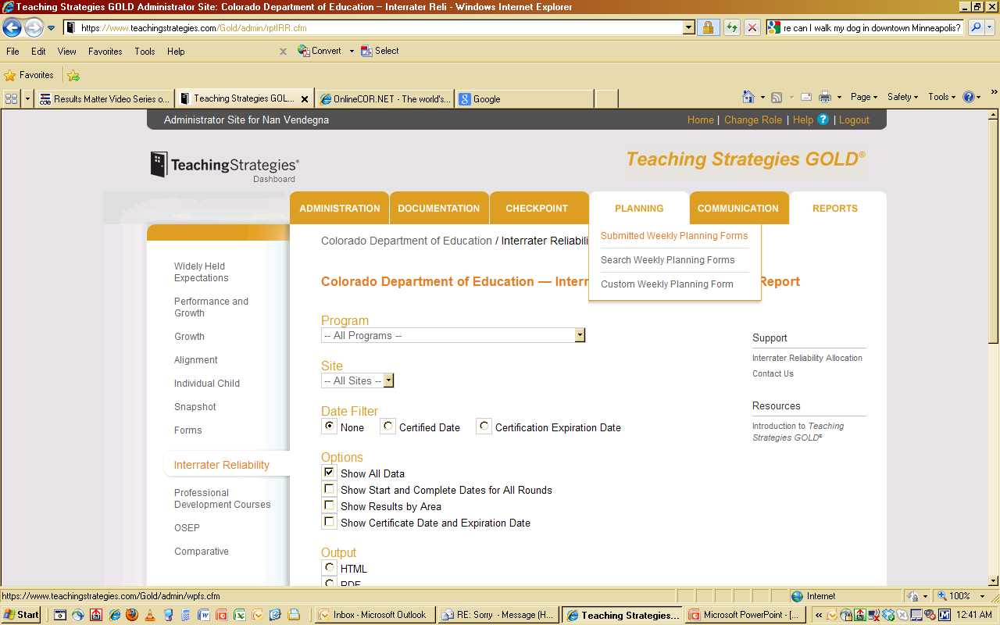 Teaching Strategies GOLD Administrator Site: Colorado Department of Education – Interrater Reli - Windows Internet Explorer
https://www.teachingstrategies.com/Gold/admin/rptIRR.cfm
re can I walk my dog in downtown Minneapolis?
File Edit View Favorites Tools Help
x Convert Select
Favorites
Results Matter Video Series o...
Teaching Strategies GOL...
OnlineCOR.NET - The world's...
Google
Page Safety Tools
Administrator Site for Nan Vendegna
Home | Change Role | Help ? | Logout
TeachingStrategies®
Dashboard
Teaching Strategies GOLD®
ADMINISTRATION DOCUMENTATION CHECKPOINT PLANNING COMMUNICATION REPORTS
Submitted Weekly Planning Forms
Search Weekly Planning Forms
Custom Weekly Planning Form
Widely Held
Expectations
Performance and
Growth
Growth
Alignment
Individual Child
Snapshot
Forms
Interrater Reliability
Professional
Development Courses
OSEP
Comparative
Colorado Department of Education / Interrater Reliabili
Colorado Department of Education — Interr Report
Program
-- All Programs --
Site
-- All Sites --
Date Filter
None Certified Date Certification Expiration Date
Options
Show All Data
Show Start and Complete Dates for All Rounds
Show Results by Area
Show Certificate Date and Expiration Date
Output
HTML
PDF
Support
Interrater Reliability Allocation
Contact Us
Resources
Introduction to Teaching
Strategies GOLD®
https://www.teachingstrategies.com/Gold/admin/wpfs.cfm
Internet
100%
Start
Inbox - Microsoft Outlook
RE: Sorry - Message (H...
Teaching Strategies...
Microsoft PowerPoint - [...
12:41 AM